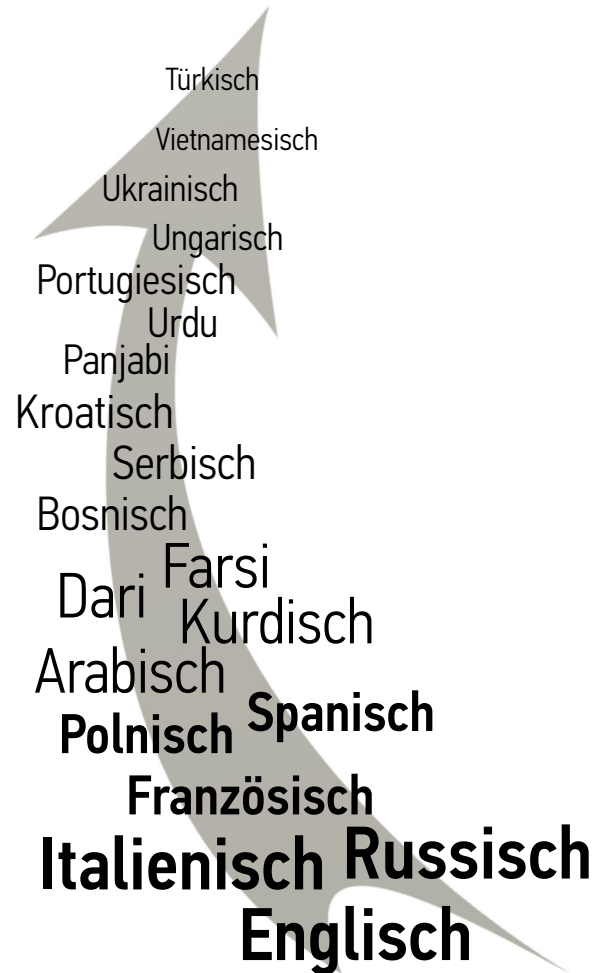 Türkisch
Vietnamesisch
Ukrainisch
Ungarisch
Portugiesisch
Urdu
Panjabi
Kroatisch
Serbisch
Bosnisch
Farsi
Dari
Kurdisch
Arabisch
Spanisch
Polnisch
Französisch
Italienisch Russisch
Englisch